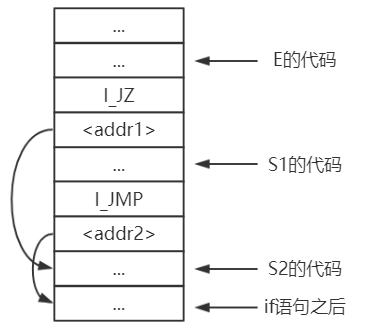 ...
... E的代码
I_JZ
<addr1>
... S1的代码
I_JMP
<addr2>
... S2的代码
... if语句之后